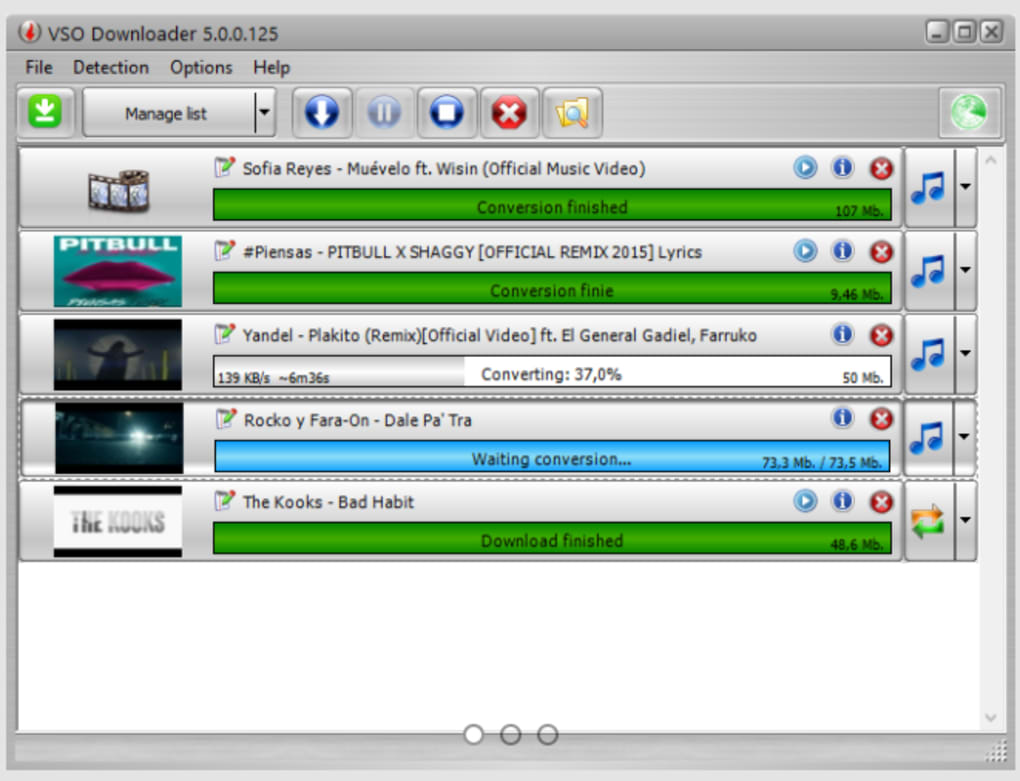 VSO Downloader 5.0.0.125
File Detection Options Help
Manage list
Sofia Reyes - Muévelo ft. Wisin (Official Music Video)
Conversion finished 107 Mb.
PITBULL
#Piensas - PITBULL X SHAGGY [OFFICIAL REMIX 2015] Lyrics
Conversion finie 9,46 Mb.
Yandel - Plakito (Remix)[Official Video] ft. El General Gadiel, Farruko
139 KB/s ~6m36s Converting: 37,0% 50 Mb.
Rocko y Fara-On - Dale Pa' Tra
Waiting conversion... 73,3 Mb. / 73,5 Mb.
THE KOOKS
The Kooks - Bad Habit
Download finished 48,6 Mb.